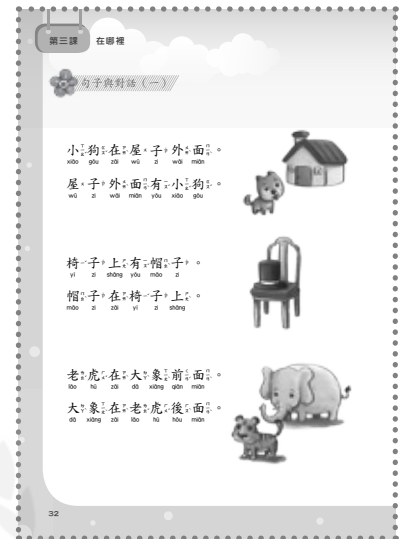 第三課 在哪裡
句子與對話（一）
小狗在屋子外面。
xiǎo gǒu zài wū zi wài miàn
屋子外面有小狗。
wū zi wài miàn yǒu xiǎo gǒu
椅子上有帽子。
yǐ zi shàng yǒu mào zi
帽子在椅子上。
mào zi zài yǐ zi shàng
老虎在大象前面。
lǎo hǔ zài dà xiàng qián miàn
大象在老虎後面。
dà xiàng zài lǎo hǔ hòu miàn
32